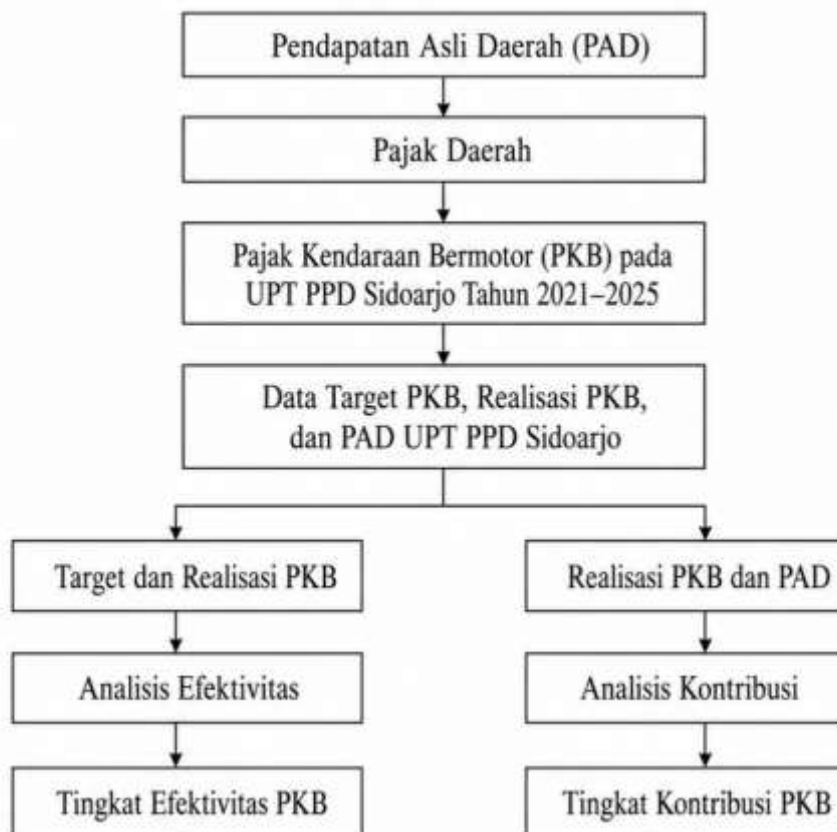 Pendapatan Asli Daerah (PAD)
Pajak Daerah
Pajak Kendaraan Bermotor (PKB) pada
UPT PPD Sidoarjo Tahun 2021–2025
Data Target PKB, Realisasi PKB,
dan PAD UPT PPD Sidoarjo
Target dan Realisasi PKB
Analisis Efektivitas
Tingkat Efektivitas PKB
Realisasi PKB dan PAD
Analisis Kontribusi
Tingkat Kontribusi PKB